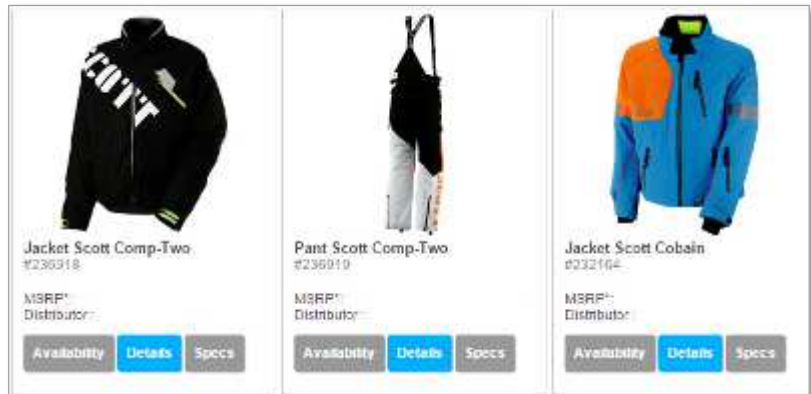 SCOTT
Jacket Scott Comp-Two
Pant Scott Comp-Two
#236919
Jacket Scott Cobain
#232164
MSRP*:
Distributor:
Availability Details Specs
MSRP*:
Distributor:
Availability Details Specs
MSRP*:
Distributor:
Availability Details Specs